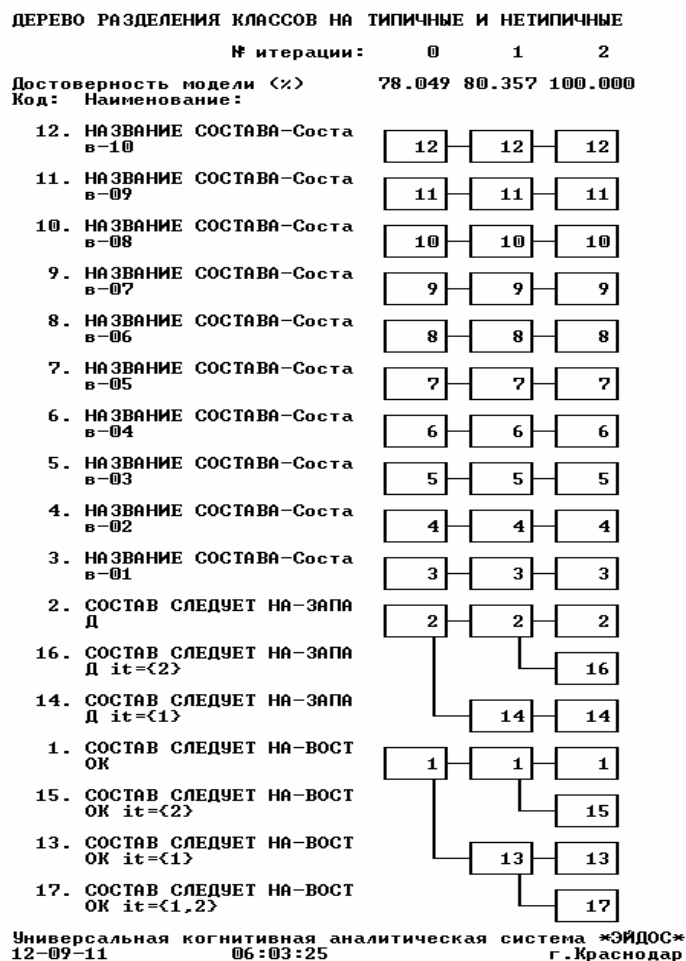 ДЕРЕВО РАЗДЕЛЕНИЯ КЛАССОВ НА ТИПИЧНЫЕ И НЕТИПИЧНЫЕ
№ итерации: 0 1 2
Достоверность модели (%) 78.049 80.357 100.000
Код: Наименование:
12. НАЗВАНИЕ СОСТАВА-Соста
в-10 12 12 12
11. НАЗВАНИЕ СОСТАВА-Соста
в-09 11 11 11
10. НАЗВАНИЕ СОСТАВА-Соста
в-08 10 10 10
9. НАЗВАНИЕ СОСТАВА-Соста
в-07 9 9 9
8. НАЗВАНИЕ СОСТАВА-Соста
в-06 8 8 8
7. НАЗВАНИЕ СОСТАВА-Соста
в-05 7 7 7
6. НАЗВАНИЕ СОСТАВА-Соста
в-04 6 6 6
5. НАЗВАНИЕ СОСТАВА-Соста
в-03 5 5 5
4. НАЗВАНИЕ СОСТАВА-Соста
в-02 4 4 4
3. НАЗВАНИЕ СОСТАВА-Соста
в-01 3 3 3
2. СОСТАВ СЛЕДУЕТ НА-ЗАПА
Д 2 2 2
16. СОСТАВ СЛЕДУЕТ НА-ЗАПА
Д it={2} 16
14. СОСТАВ СЛЕДУЕТ НА-ЗАПА
Д it={1} 14 14
1. СОСТАВ СЛЕДУЕТ НА-ВОСТ
ОК 1 1 1
15. СОСТАВ СЛЕДУЕТ НА-ВОСТ
ОК it={2} 15
13. СОСТАВ СЛЕДУЕТ НА-ВОСТ
ОК it={1} 13 13
17. СОСТАВ СЛЕДУЕТ НА-ВОСТ
ОК it={1,2} 17
Универсальная когнитивная аналитическая система *ЭЙДОС*
12-09-11 06:03:25 г.Краснодар